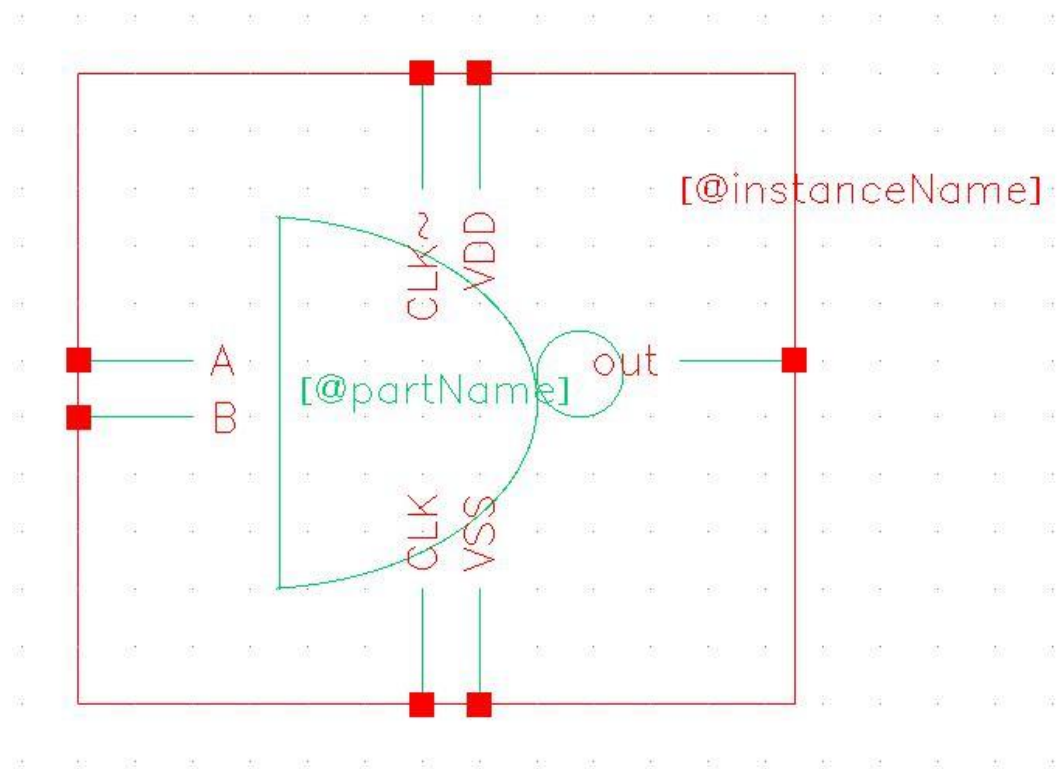 CLK~
VDD
[@instanceName]
A
out
[@partName]
B
CLK
VSS